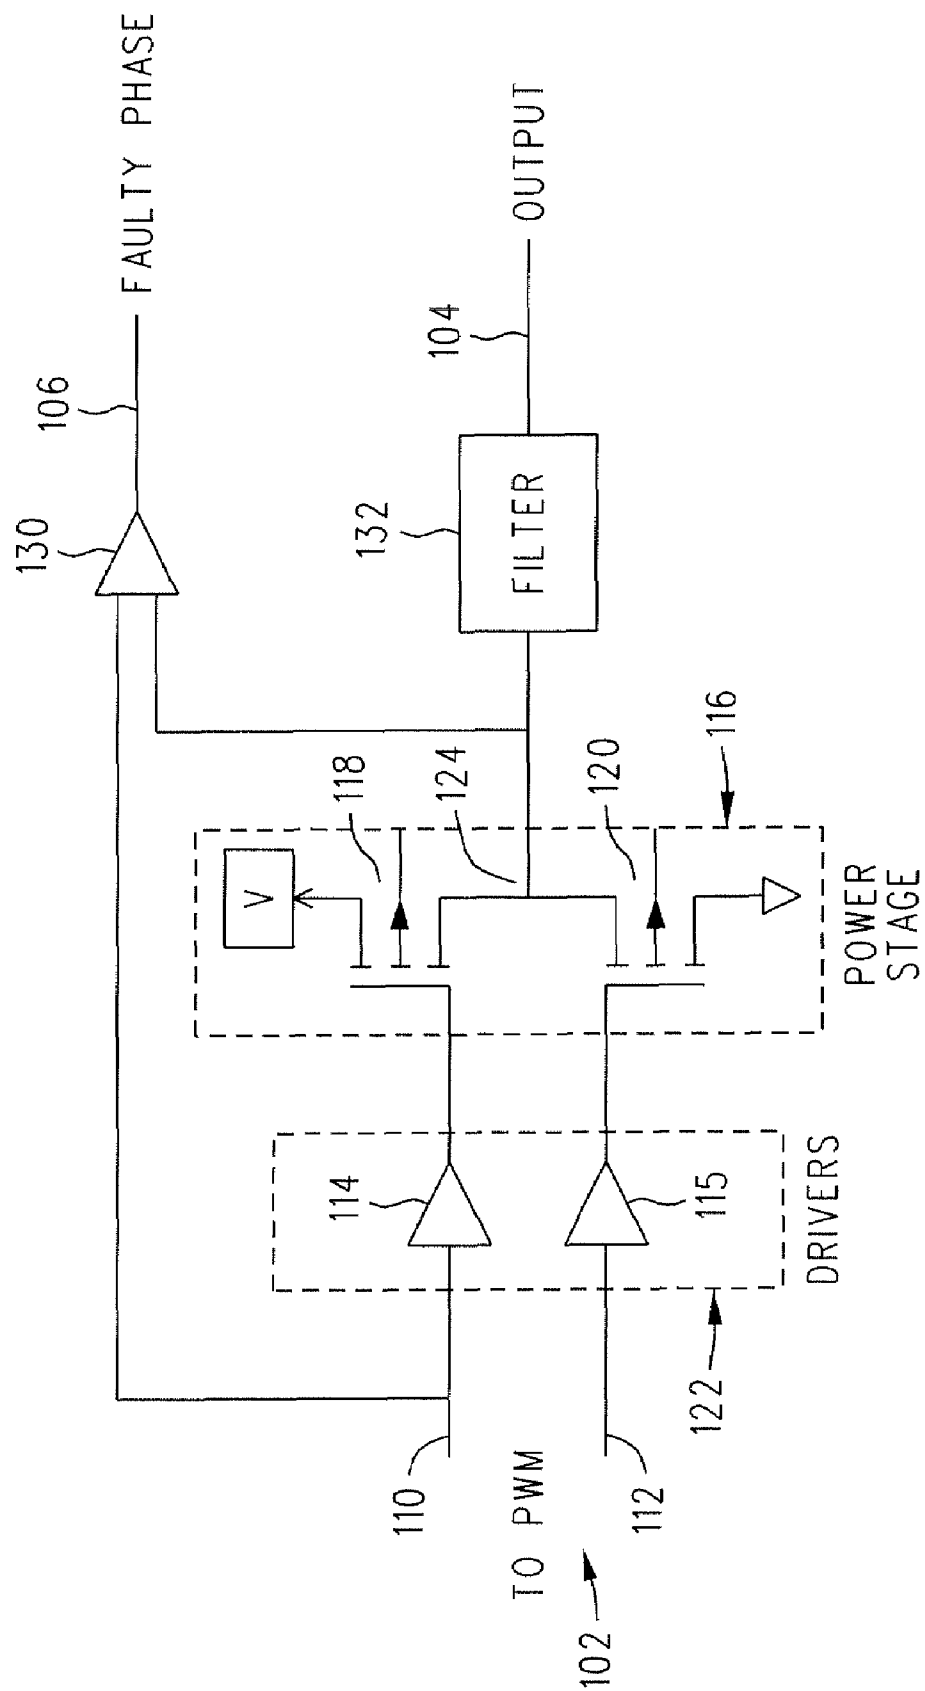 FAULTY PHASE
106
130
OUTPUT
104
132
FILTER
116
118
124
120
V
POWER
STAGE
114
115
DRIVERS
122
110
TO PWM
112
102